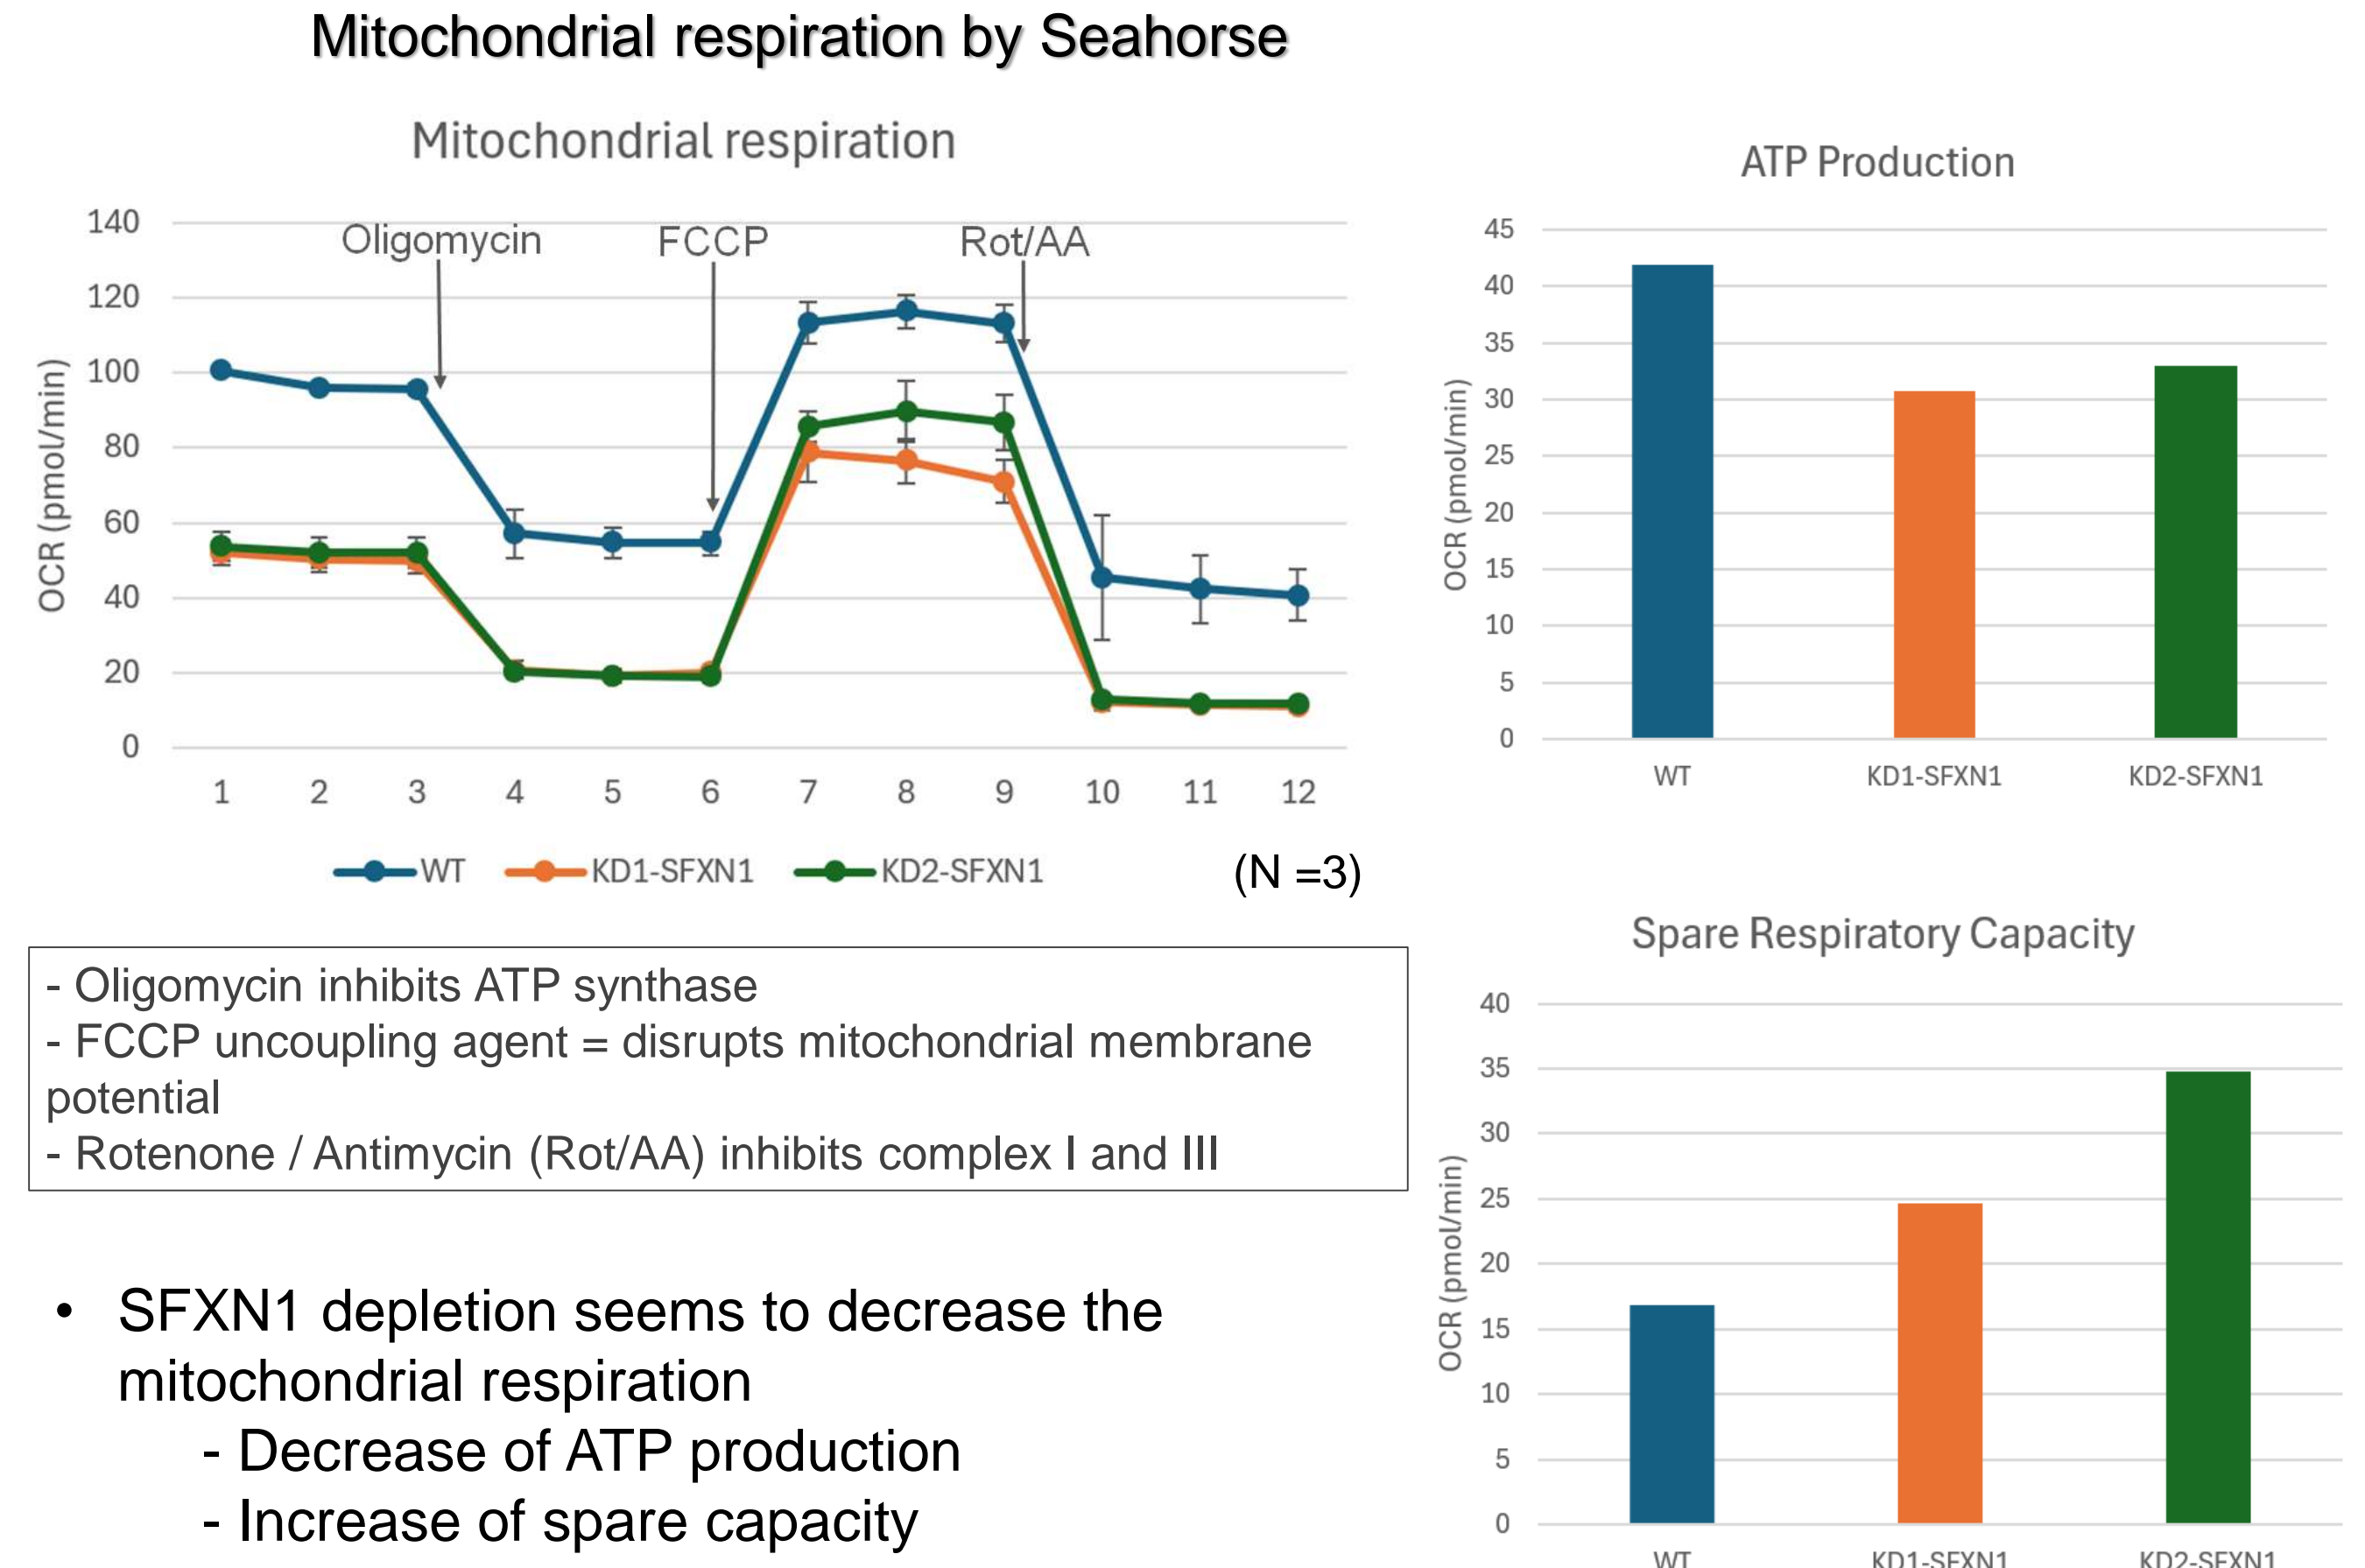 Mitochondrial respiration by Seahorse
Mitochondrial respiration
140
120
100
80
60
40
20
0
OCR (pmol/min)
Oligomycin
FCCP
Rot/AA
1 2 3 4 5 6 7 8 9 10 11 12
WT KD1-SFXN1 KD2-SFXN1
(N =3)
ATP Production
45
40
35
30
25
20
15
10
5
0
OCR (pmol/min)
WT KD1-SFXN1 KD2-SFXN1
- Oligomycin inhibits ATP synthase
- FCCP uncoupling agent = disrupts mitochondrial membrane
potential
- Rotenone / Antimycin (Rot/AA) inhibits complex I and III
Spare Respiratory Capacity
40
35
30
25
20
15
10
5
0
OCR (pmol/min)
WT KD1-SFXN1 KD2-SFXN1
• SFXN1 depletion seems to decrease the
mitochondrial respiration
- Decrease of ATP production
- Increase of spare capacity